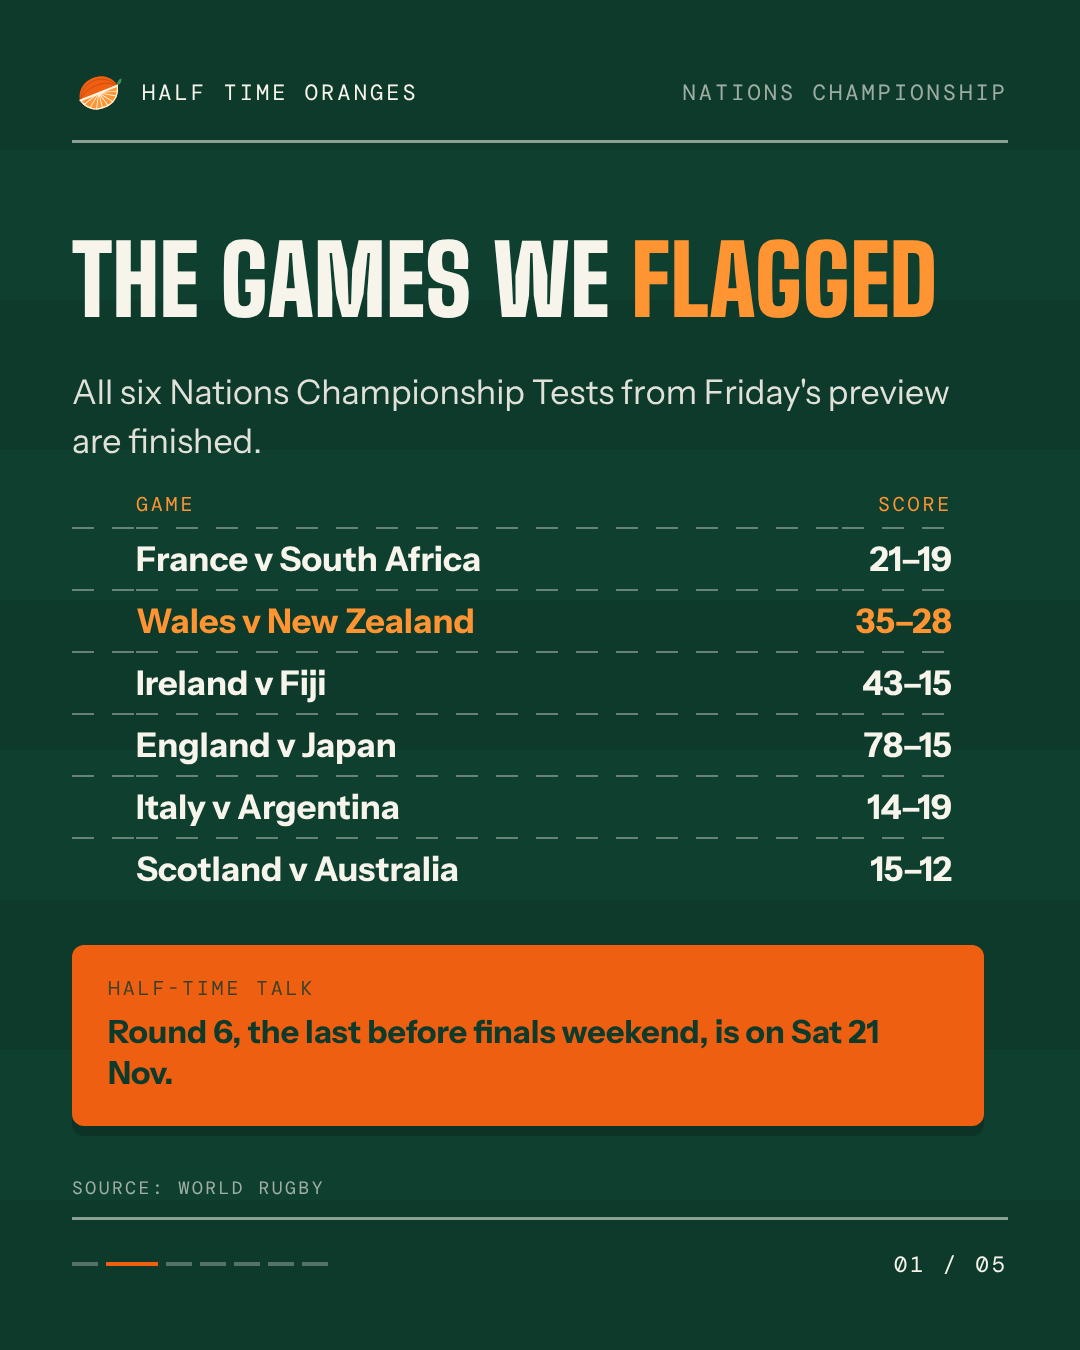 HALF TIME ORANGES
NATIONS CHAMPIONSHIP
THE GAMES WE FLAGGED
All six Nations Championship Tests from Friday's preview
are finished.
GAME SCORE
France v South Africa 21–19
Wales v New Zealand 35–28
Ireland v Fiji 43–15
England v Japan 78–15
Italy v Argentina 14–19
Scotland v Australia 15–12
HALF-TIME TALK
Round 6, the last before finals weekend, is on Sat 21
Nov.
SOURCE: WORLD RUGBY
01 / 05